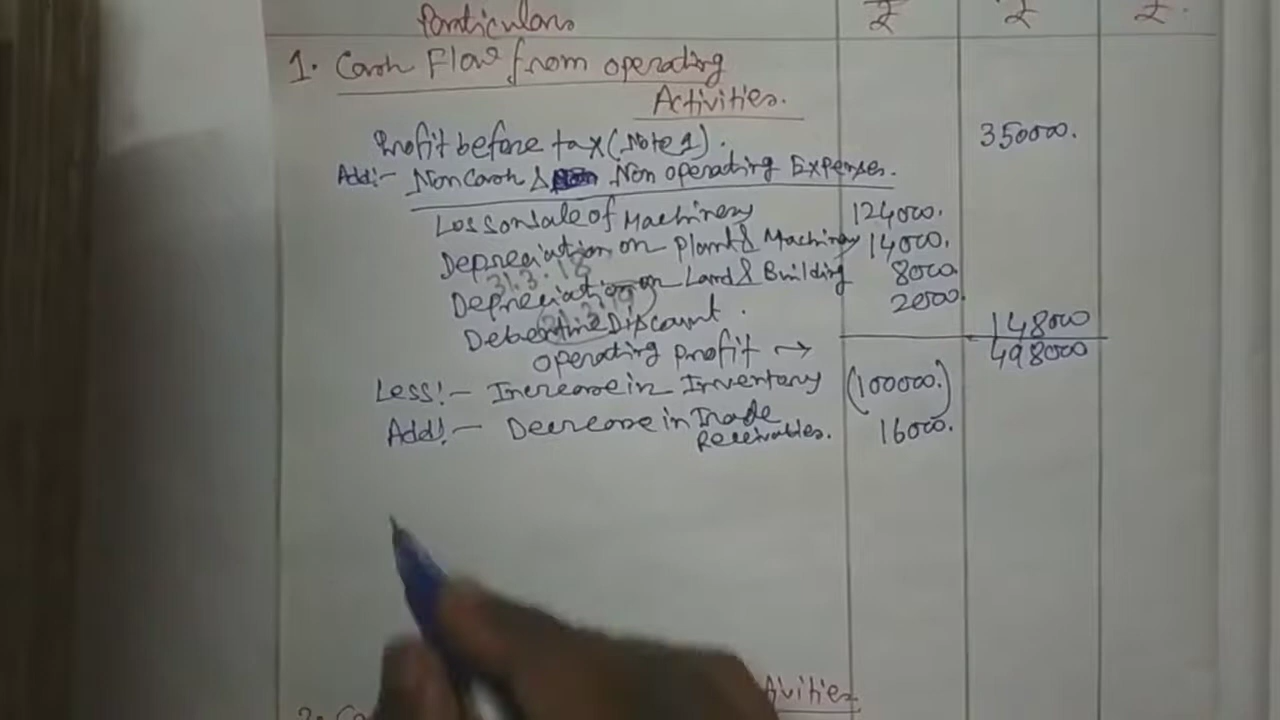 Particulars ₹ ₹ ₹.
1. Cash Flow from operating
Activities.
Profit before tax (Note 1). 350000.
Add:- Non Cash & Non operating Expenses.
Loss on sale of Machinery 124000.
Depreciation on Plant & Machinery 14000.
Depreciation on Land & Building 8000
Debenture Discount. 2000.
148000
Operating Profit → 498000
Less:- Increase in Inventory (100000.)
Add:- Decrease in Trade
Receivables. 16000.